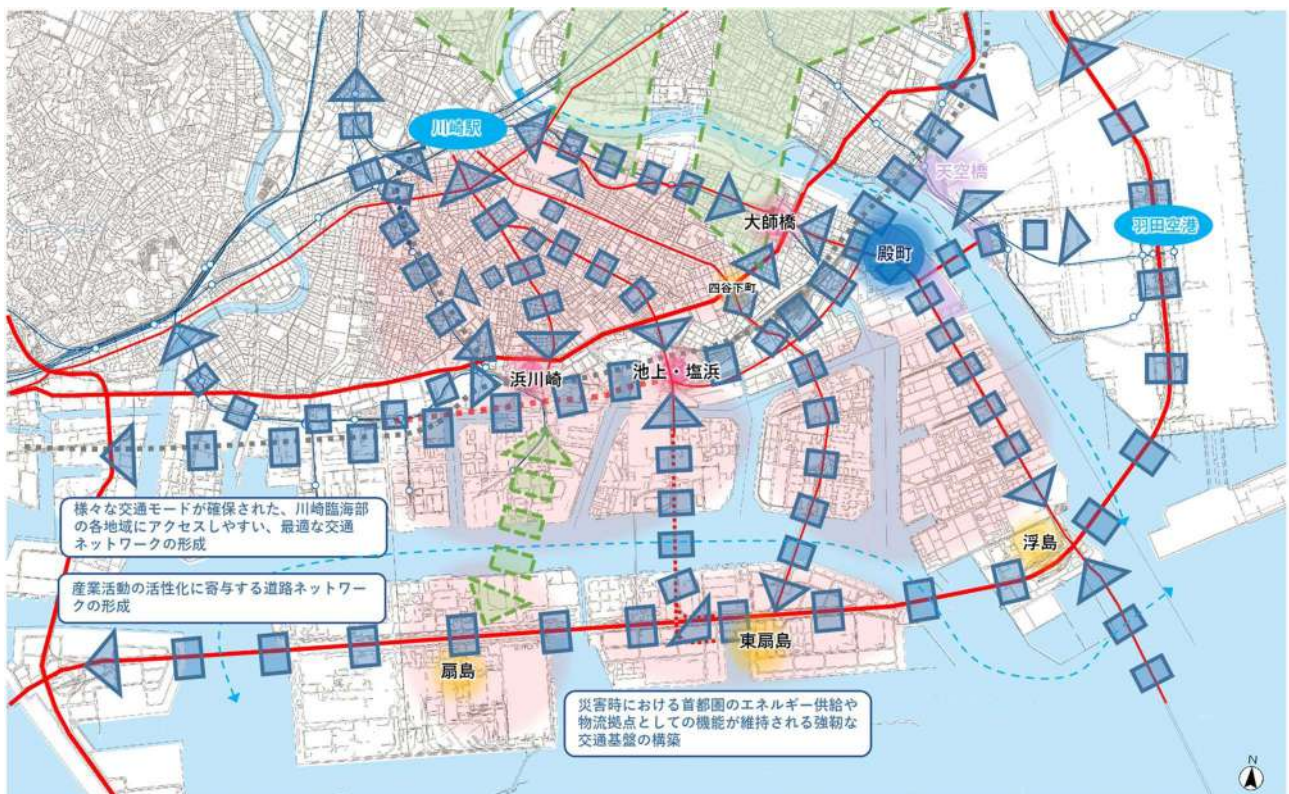 川崎駅
天空橋
大師橋
羽田空港
殿町
四谷下町
浜川崎
池上・塩浜
様々な交通モードが確保された、川崎臨海部
の各地域にアクセスしやすい、最適な交通
ネットワークの形成
浮島
産業活動の活性化に寄与する道路ネットワー
クの形成
東扇島
扇島
災害時における首都圏のエネルギー供給や
物流拠点としての機能が維持される強靭な
交通基盤の構築
N